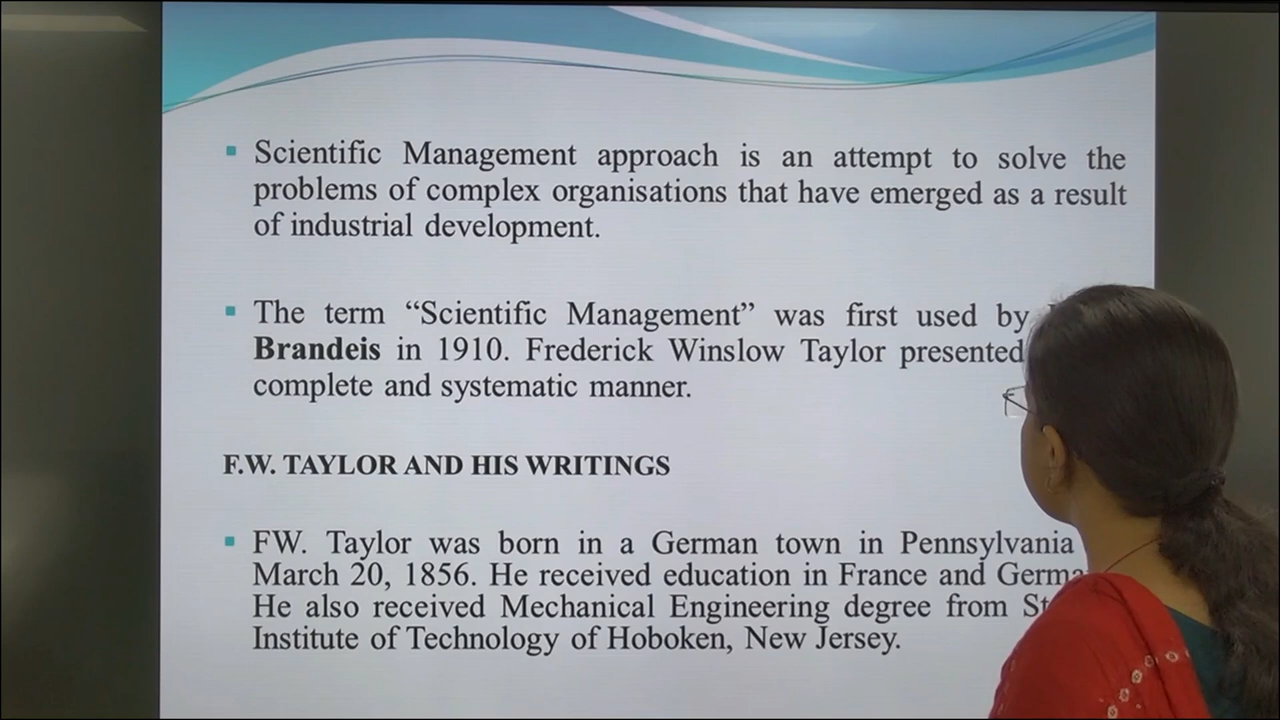 Scientific Management approach is an attempt to solve the
problems of complex organisations that have emerged as a result
of industrial development.
The term “Scientific Management” was first used by
Brandeis in 1910. Frederick Winslow Taylor presented
complete and systematic manner.
F.W. TAYLOR AND HIS WRITINGS
FW. Taylor was born in a German town in Pennsylvania
March 20, 1856. He received education in France and
He also received Mechanical Engineering degree from
Institute of Technology of Hoboken, New Jersey.